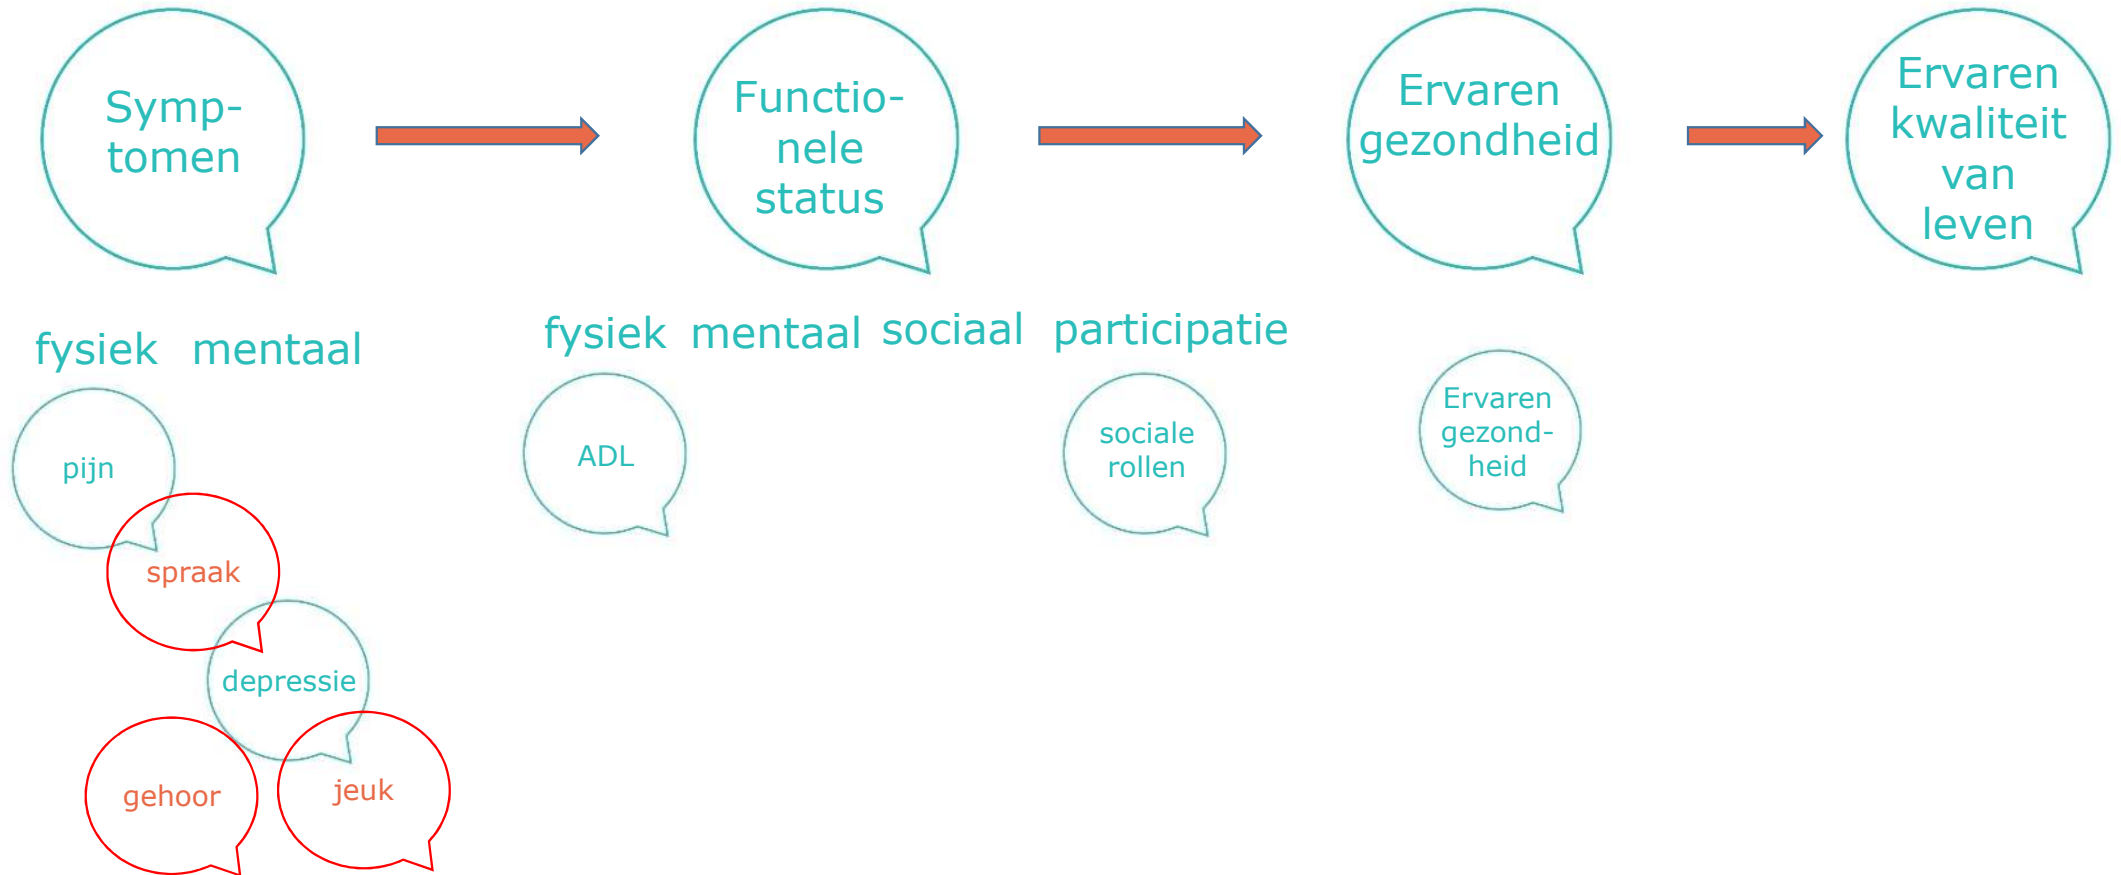 Symp-
tomen
Functio-
nele
status
Ervaren
gezondheid
Ervaren
kwaliteit
van
leven
fysiek mentaal
fysiek mentaal sociaal participatie
pijn
spraak
depressie
gehoor
jeuk
ADL
sociale
rollen
Ervaren
gezond-
heid